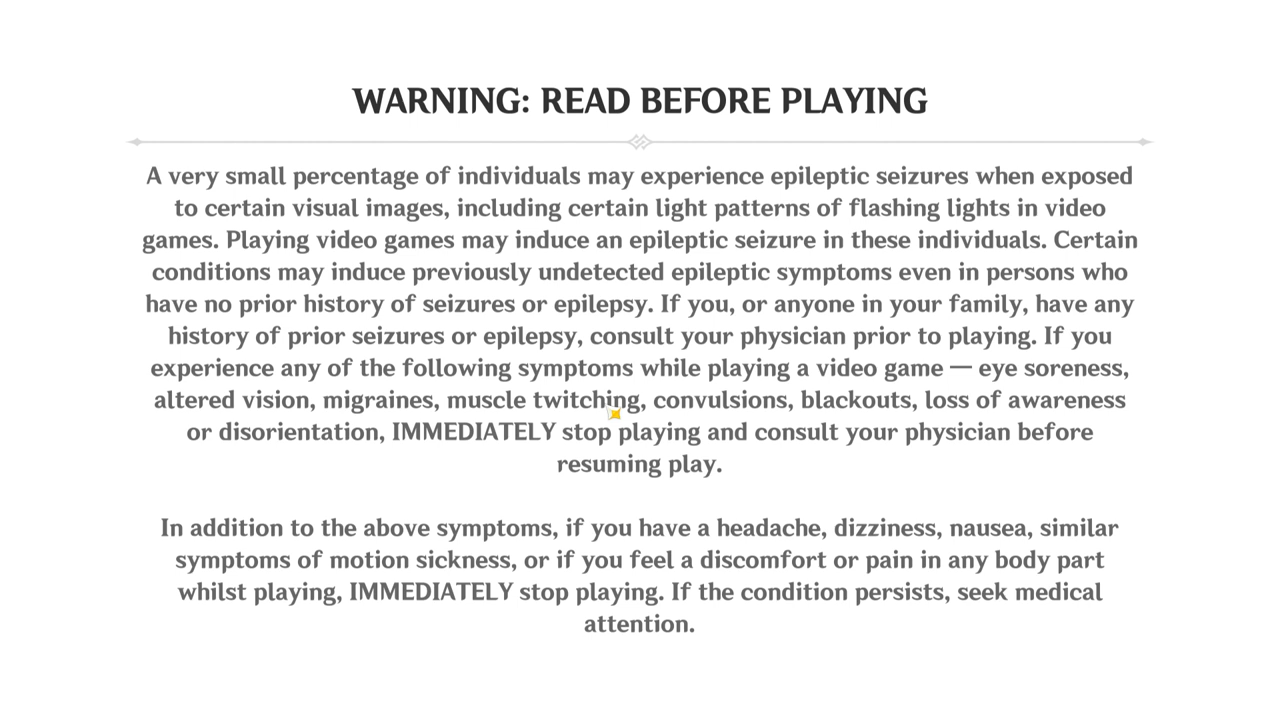 WARNING: READ BEFORE PLAYING
A very small percentage of individuals may experience epileptic seizures when exposed
to certain visual images, including certain light patterns of flashing lights in video
games. Playing video games may induce an epileptic seizure in these individuals. Certain
conditions may induce previously undetected epileptic symptoms even in persons who
have no prior history of seizures or epilepsy. If you, or anyone in your family, have any
history of prior seizures or epilepsy, consult your physician prior to playing. If you
experience any of the following symptoms while playing a video game — eye soreness,
altered vision, migraines, muscle twitching, convulsions, blackouts, loss of awareness
or disorientation, IMMEDIATELY stop playing and consult your physician before
resuming play.
In addition to the above symptoms, if you have a headache, dizziness, nausea, similar
symptoms of motion sickness, or if you feel a discomfort or pain in any body part
whilst playing, IMMEDIATELY stop playing. If the condition persists, seek medical
attention.